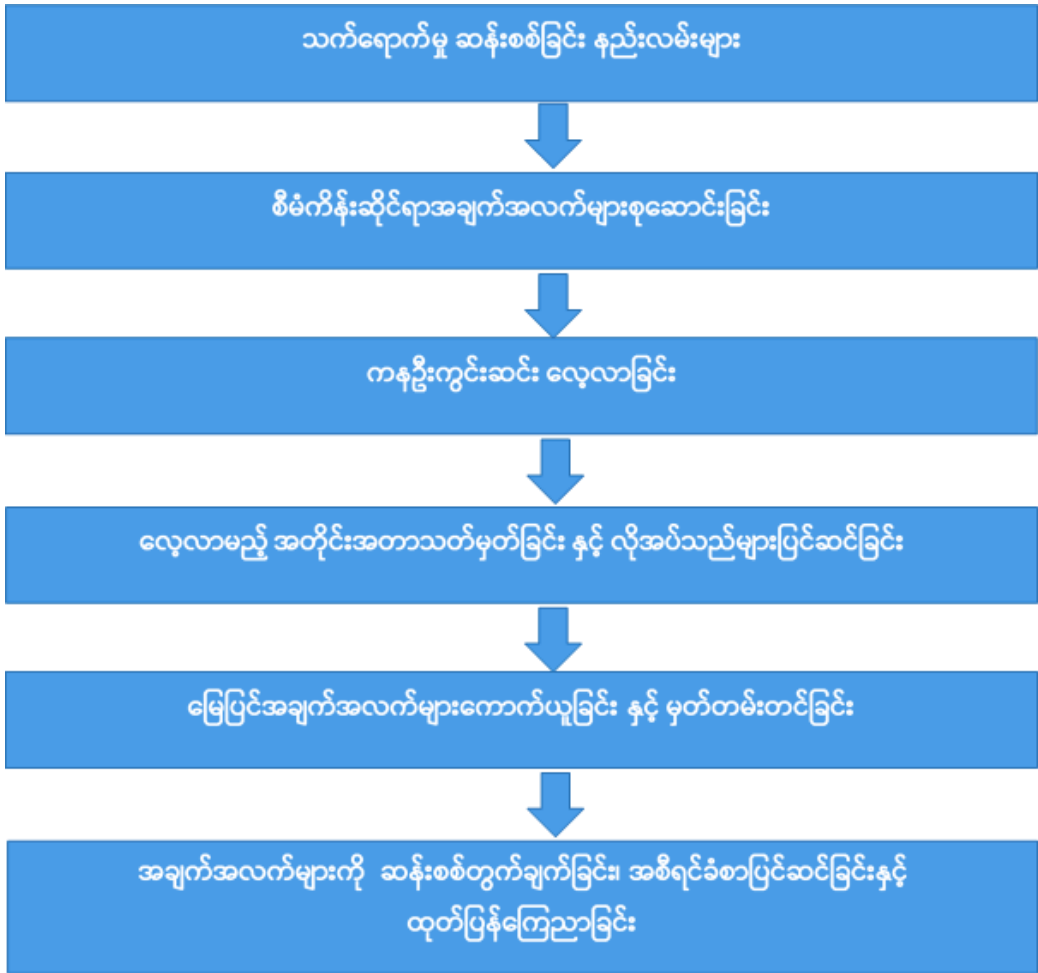 သက်ရောက်မှု ဆန်းစစ်ခြင်း နည်းလမ်းများ
စီမံကိန်းဆိုင်ရာအချက်အလက်များစုဆောင်းခြင်း
ကနဦးကွင်းဆင်း လေ့လာခြင်း
လေ့လာမည့် အတိုင်းအတာသတ်မှတ်ခြင်း နှင့် လိုအပ်သည်များပြင်ဆင်ခြင်း
မြေပြင်အချက်အလက်များကောက်ယူခြင်း နှင့် မှတ်တမ်းတင်ခြင်း
အချက်အလက်များကို ဆန်းစစ်တွက်ချက်ခြင်း၊ အစီရင်ခံစာပြင်ဆင်ခြင်းနှင့်
ထုတ်ပြန်ကြေညာခြင်း